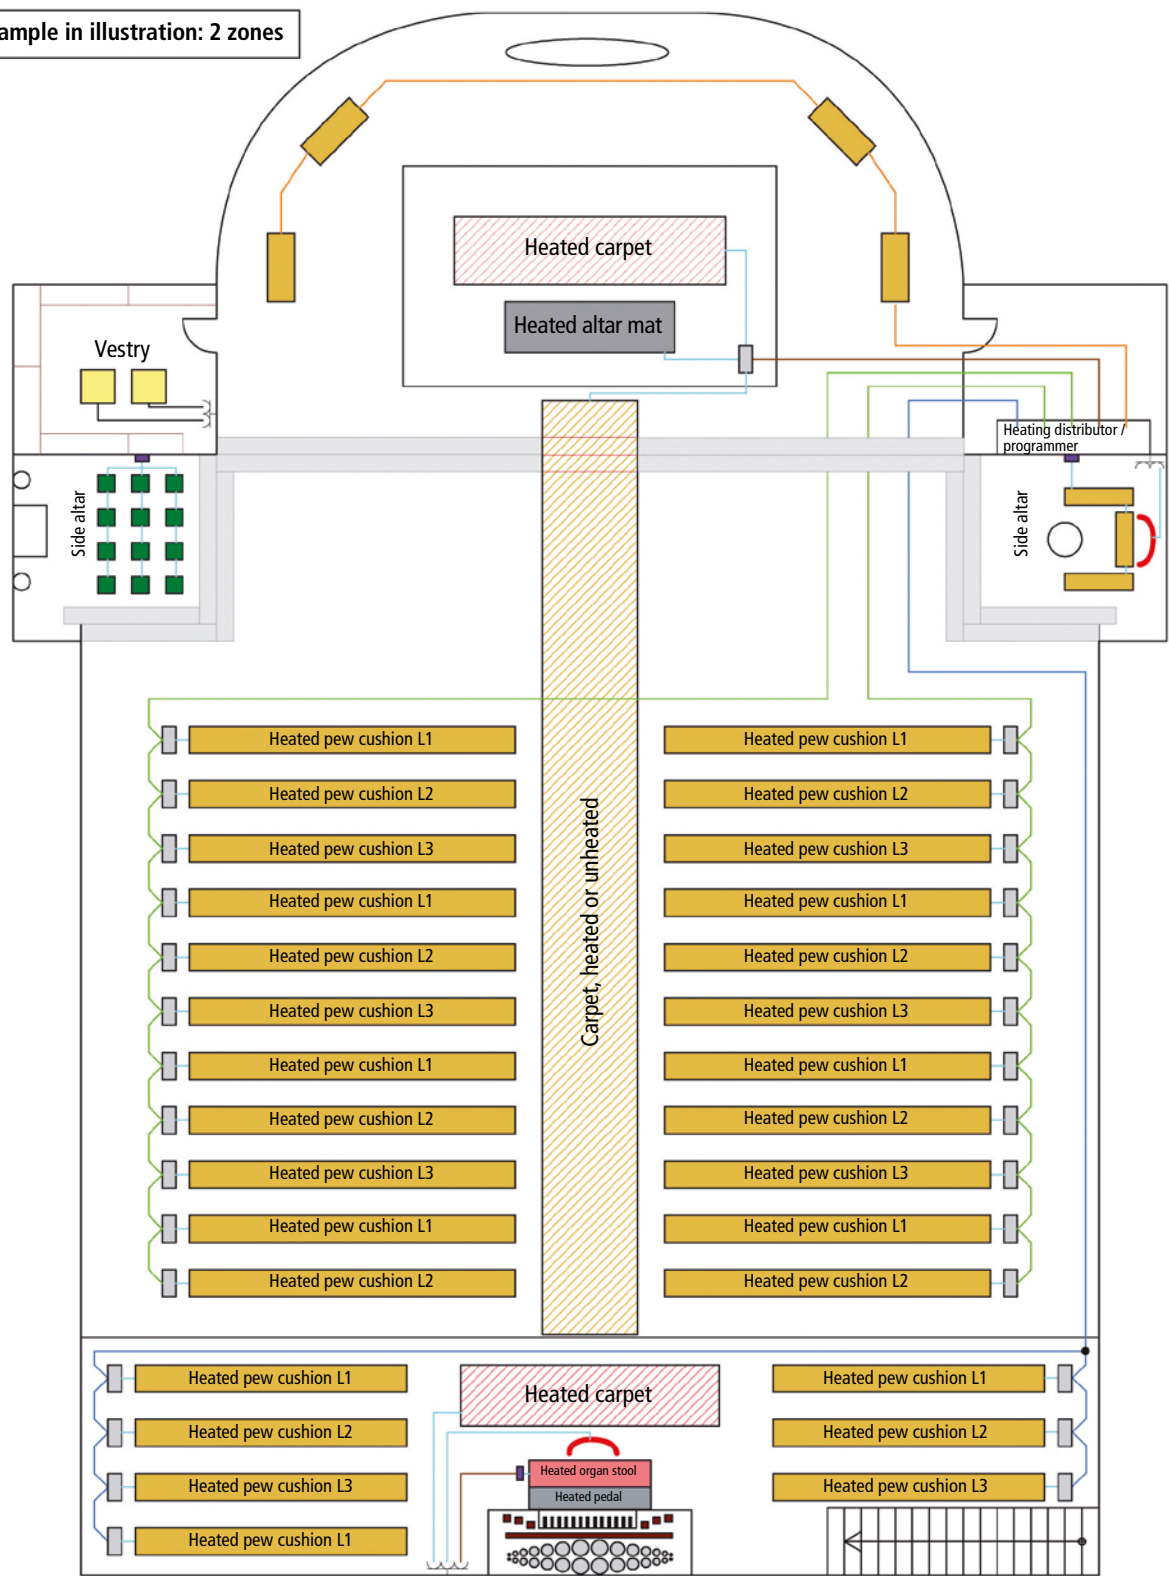 ample in illustration: 2 zones
Heated carpet
Heated altar mat
Vestry
Heating distributor /
programmer
Side altar
Side altar
Heated pew cushion L1
Heated pew cushion L1
Heated pew cushion L2
Heated pew cushion L2
Heated pew cushion L3
Heated pew cushion L3
Heated pew cushion L1
Heated pew cushion L1
Heated pew cushion L2
Heated pew cushion L2
Heated pew cushion L3
Heated pew cushion L3
Heated pew cushion L1
Heated pew cushion L1
Heated pew cushion L2
Heated pew cushion L2
Heated pew cushion L3
Heated pew cushion L3
Heated pew cushion L1
Heated pew cushion L1
Heated pew cushion L2
Heated pew cushion L2
Carpet, heated or unheated
Heated pew cushion L1
Heated carpet
Heated pew cushion L1
Heated pew cushion L2
Heated pew cushion L2
Heated organ stool
Heated pedal
Heated pew cushion L3
Heated pew cushion L3
Heated pew cushion L1